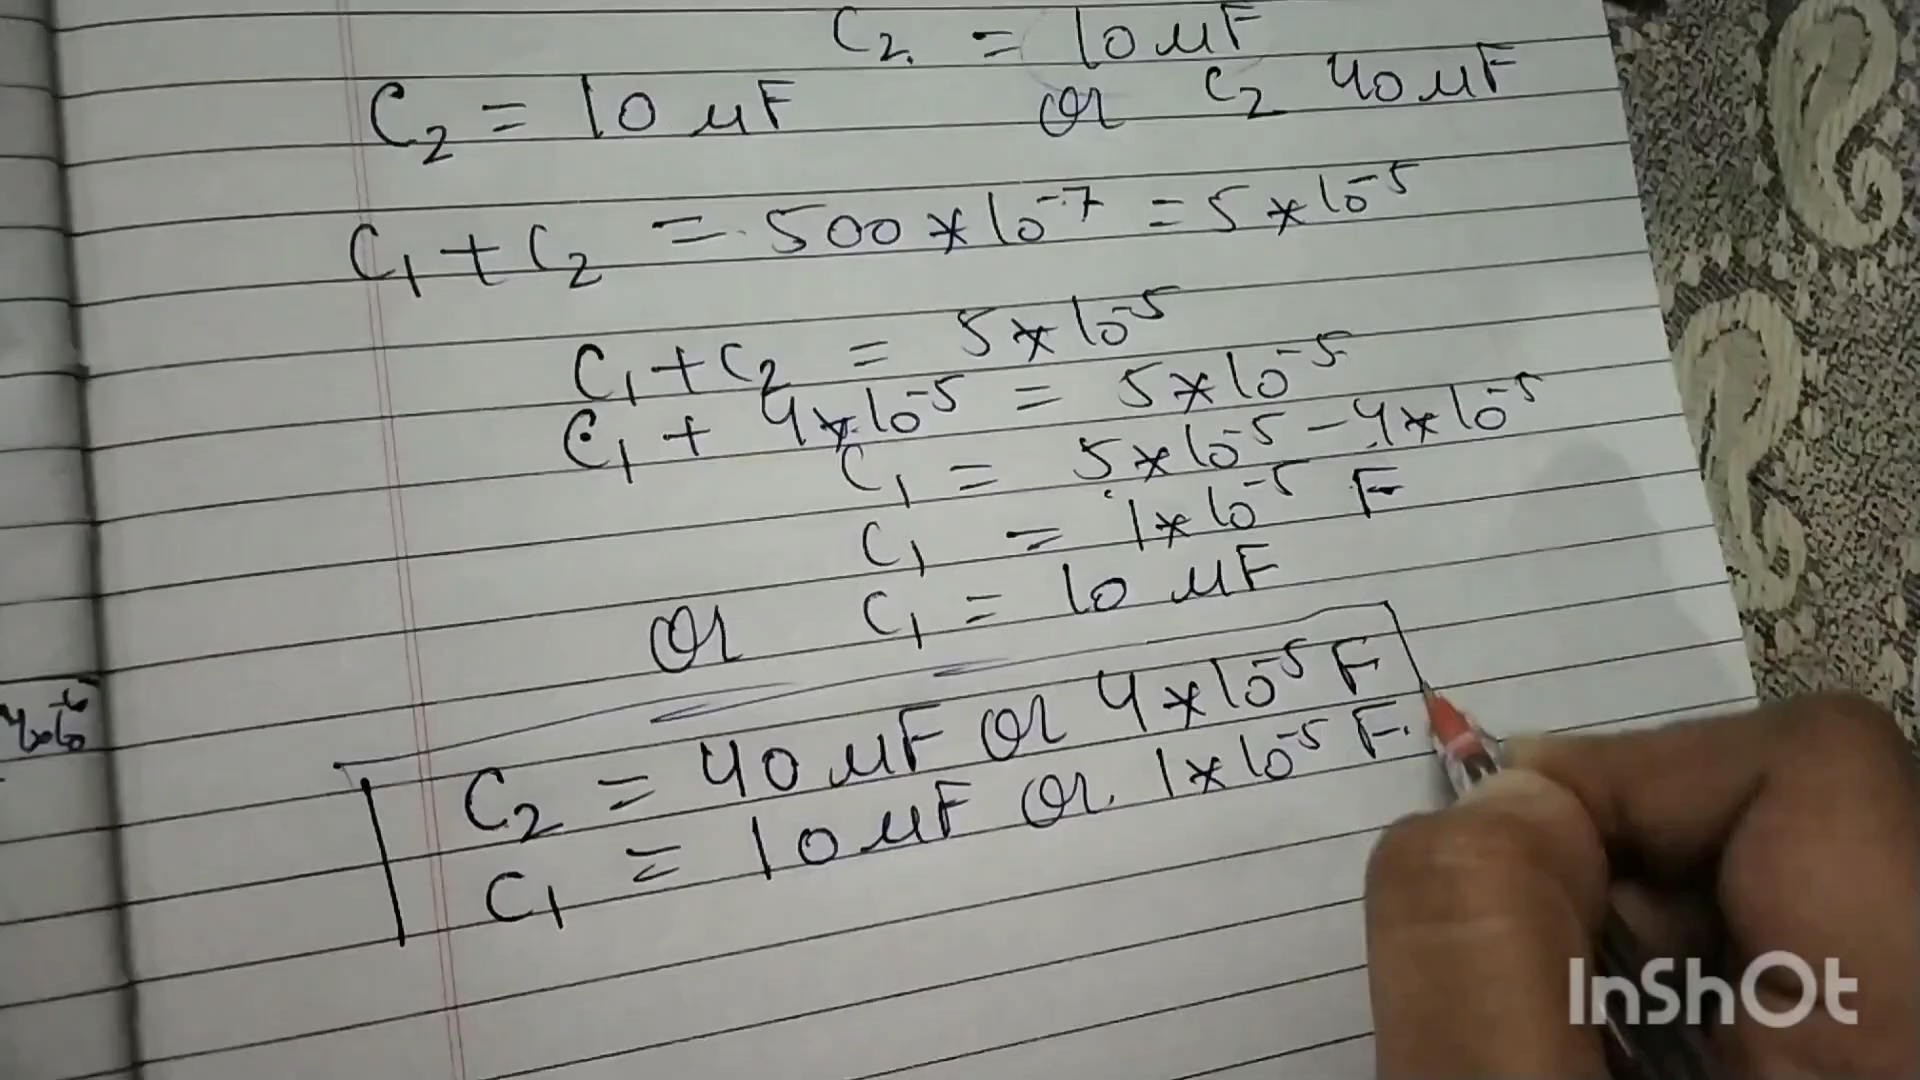 C₂ = 10 μF
C₂ = 10 μF or C₂ 40 μF
C₁ + C₂ = 500 * 10⁻⁷ = 5 * 10⁻⁵
C₁ + C₂ = 5 * 10⁻⁵
C₁ + 4 * 10⁻⁵ = 5 * 10⁻⁵
C₁ = 5 * 10⁻⁵ - 4 * 10⁻⁵
C₁ = 1 * 10⁻⁵ F
or C₁ = 10 μF
C₂ = 40 μF or 4 * 10⁻⁵ F
C₁ = 10 μF or 1 * 10⁻⁵ F.
InShOt